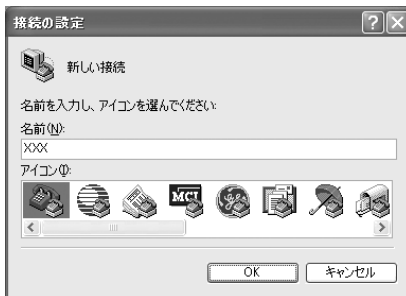 接続の設定
新しい接続
名前を入力し、アイコンを選んでください:
名前(N):
XXX
アイコン(I):
MCI
OK
キャンセル